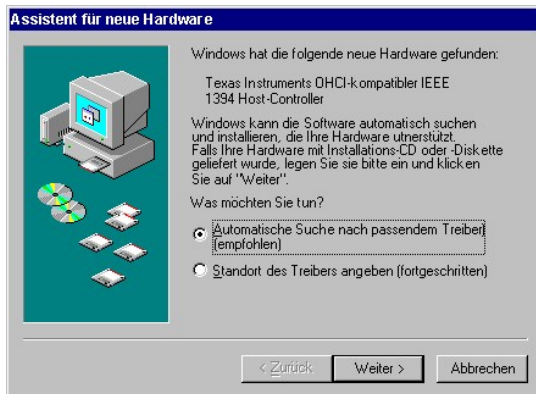 Assistent für neue Hardware
Windows hat die folgende neue Hardware gefunden:
Texas Instruments OHCI-kompatibler IEEE
1394 Host-Controller
Windows kann die Software automatisch suchen
und installieren, die Ihre Hardware utnerstützt.
Falls Ihre Hardware mit Installations-CD oder -Diskette
geliefert wurde, legen Sie sie bitte ein und klicken
Sie auf "Weiter".
Was möchten Sie tun?
Automatische Suche nach passendem Treiber
(empfohlen)
Standort des Treibers angeben (fortgeschritten)
< Zurück
Weiter >
Abbrechen